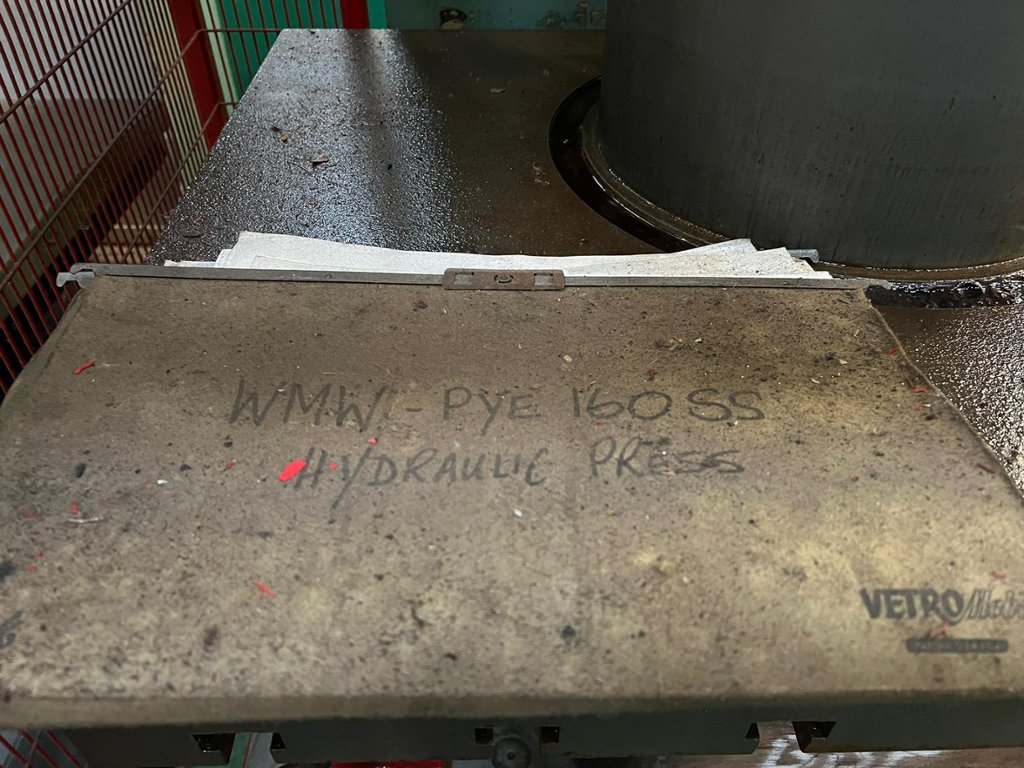 WMW - PYE 160 SS
HYDRAULIC PRESS
VETRO